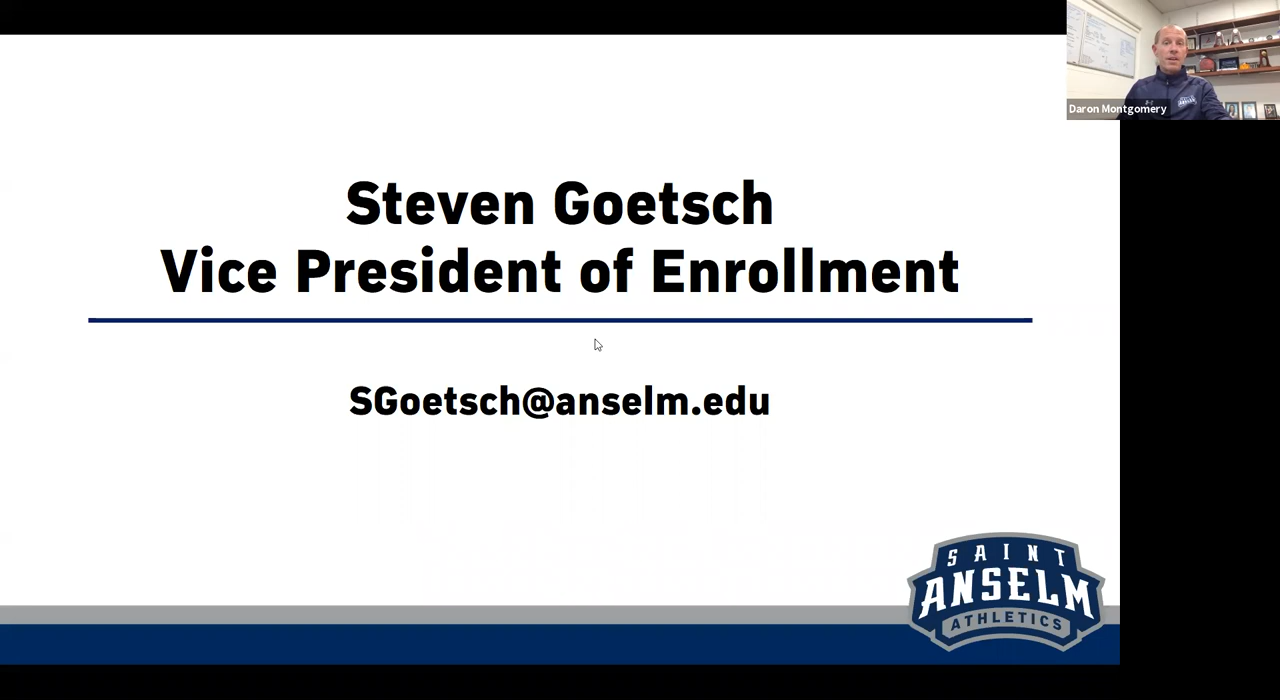 Steven Goetsch
Vice President of Enrollment
SGoetsch@anselm.edu
Daron Montgomery
SAINT
ANSELM
ATHLETICS